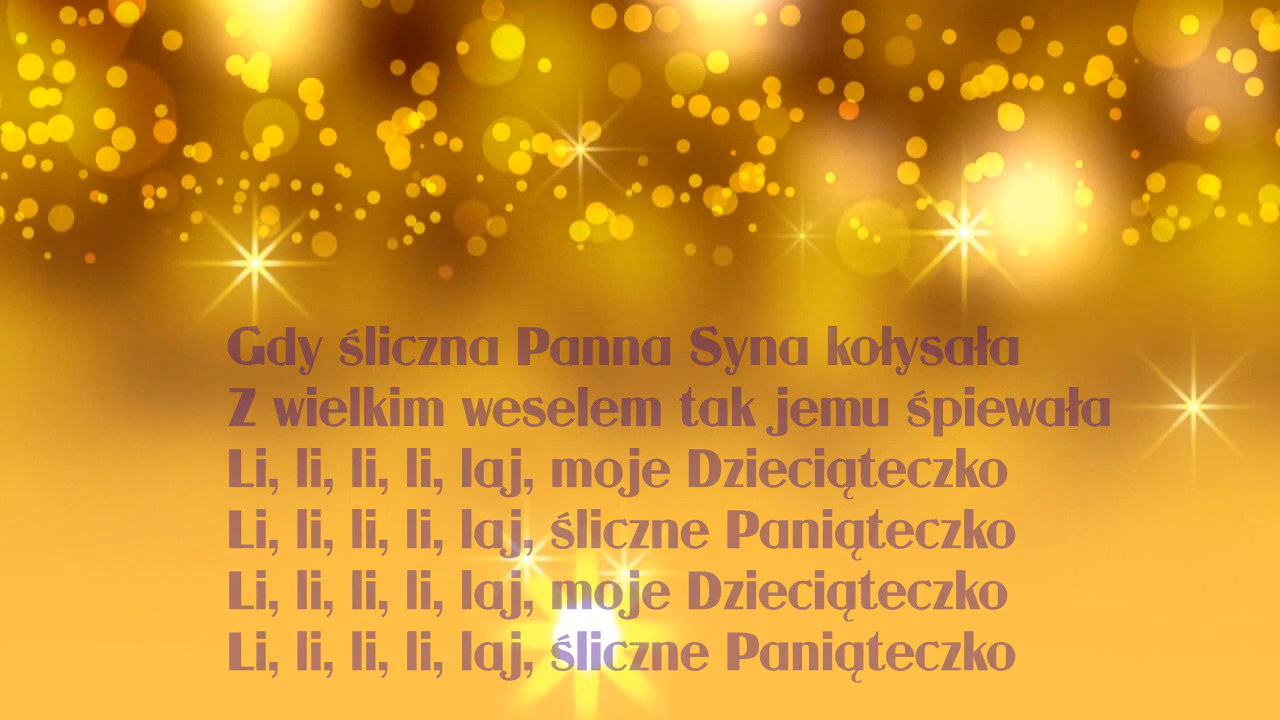 Gdy śliczna Panna Syna kołysała
Z wielkim weselem tak jemu śpiewała
Li, li, li, li, laj, moje Dzieciąteczko
Li, li, li, li, laj, śliczne Paniąteczko
Li, li, li, li, laj, moje Dzieciąteczko
Li, li, li, li, laj, śliczne Paniąteczko